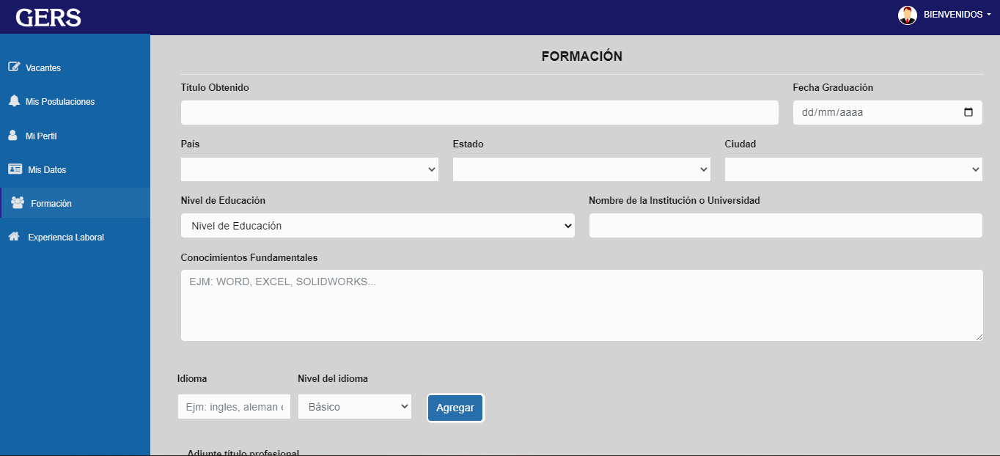 GERS
BIENVENIDOS
Vacantes
Mis Postulaciones
Mi Perfil
Mis Datos
Formación
Experiencia Laboral
FORMACIÓN
Título Obtenido
Fecha Graduación
dd/mm/aaaa
País
Estado
Ciudad
Nivel de Educación
Nombre de la Institución o Universidad
Nivel de Educación
Conocimientos Fundamentales
EJM: WORD, EXCEL, SOLIDWORKS...
Idioma
Nivel del idioma
Ejm: ingles, aleman e
Básico
Agregar
Adjunte título profesional